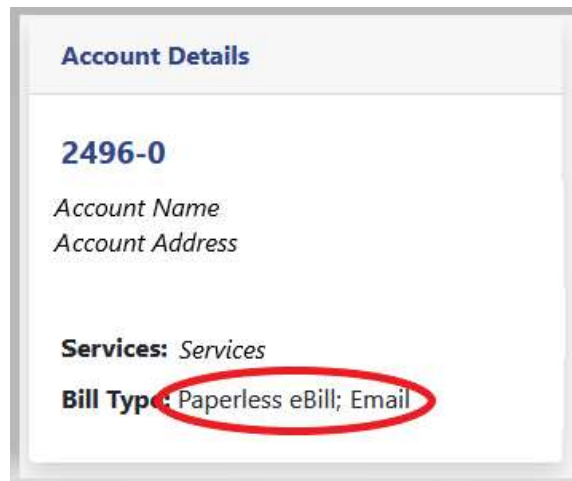 Account Details
2496-0
Account Name
Account Address
Services: Services
Bill Type: Paperless eBill; Email